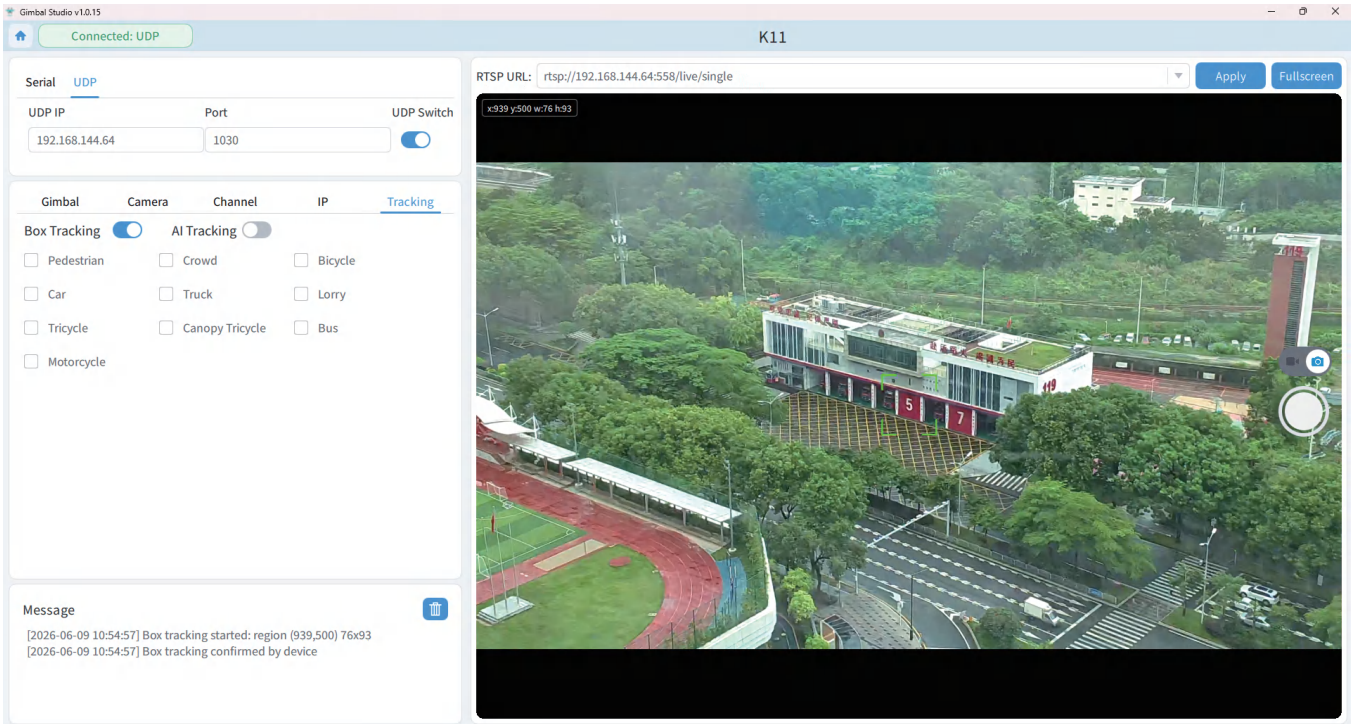 Gimbal Studio v1.0.15
Connected: UDP
K11
Serial
UDP
UDP IP
Port
UDP Switch
192.168.144.64
1030
Gimbal
Camera
Channel
IP
Tracking
Box Tracking
AI Tracking
Pedestrian
Crowd
Bicycle
Car
Truck
Lorry
Tricycle
Canopy Tricycle
Bus
Motorcycle
Message
[2026-06-09 10:54:57] Box tracking started: region (939,500) 76x93
[2026-06-09 10:54:57] Box tracking confirmed by device
RTSP URL:
rtsp://192.168.144.64:558/live/single
Apply
Fullscreen
x:939 y:500 w:76 h:93
119
119
5
7